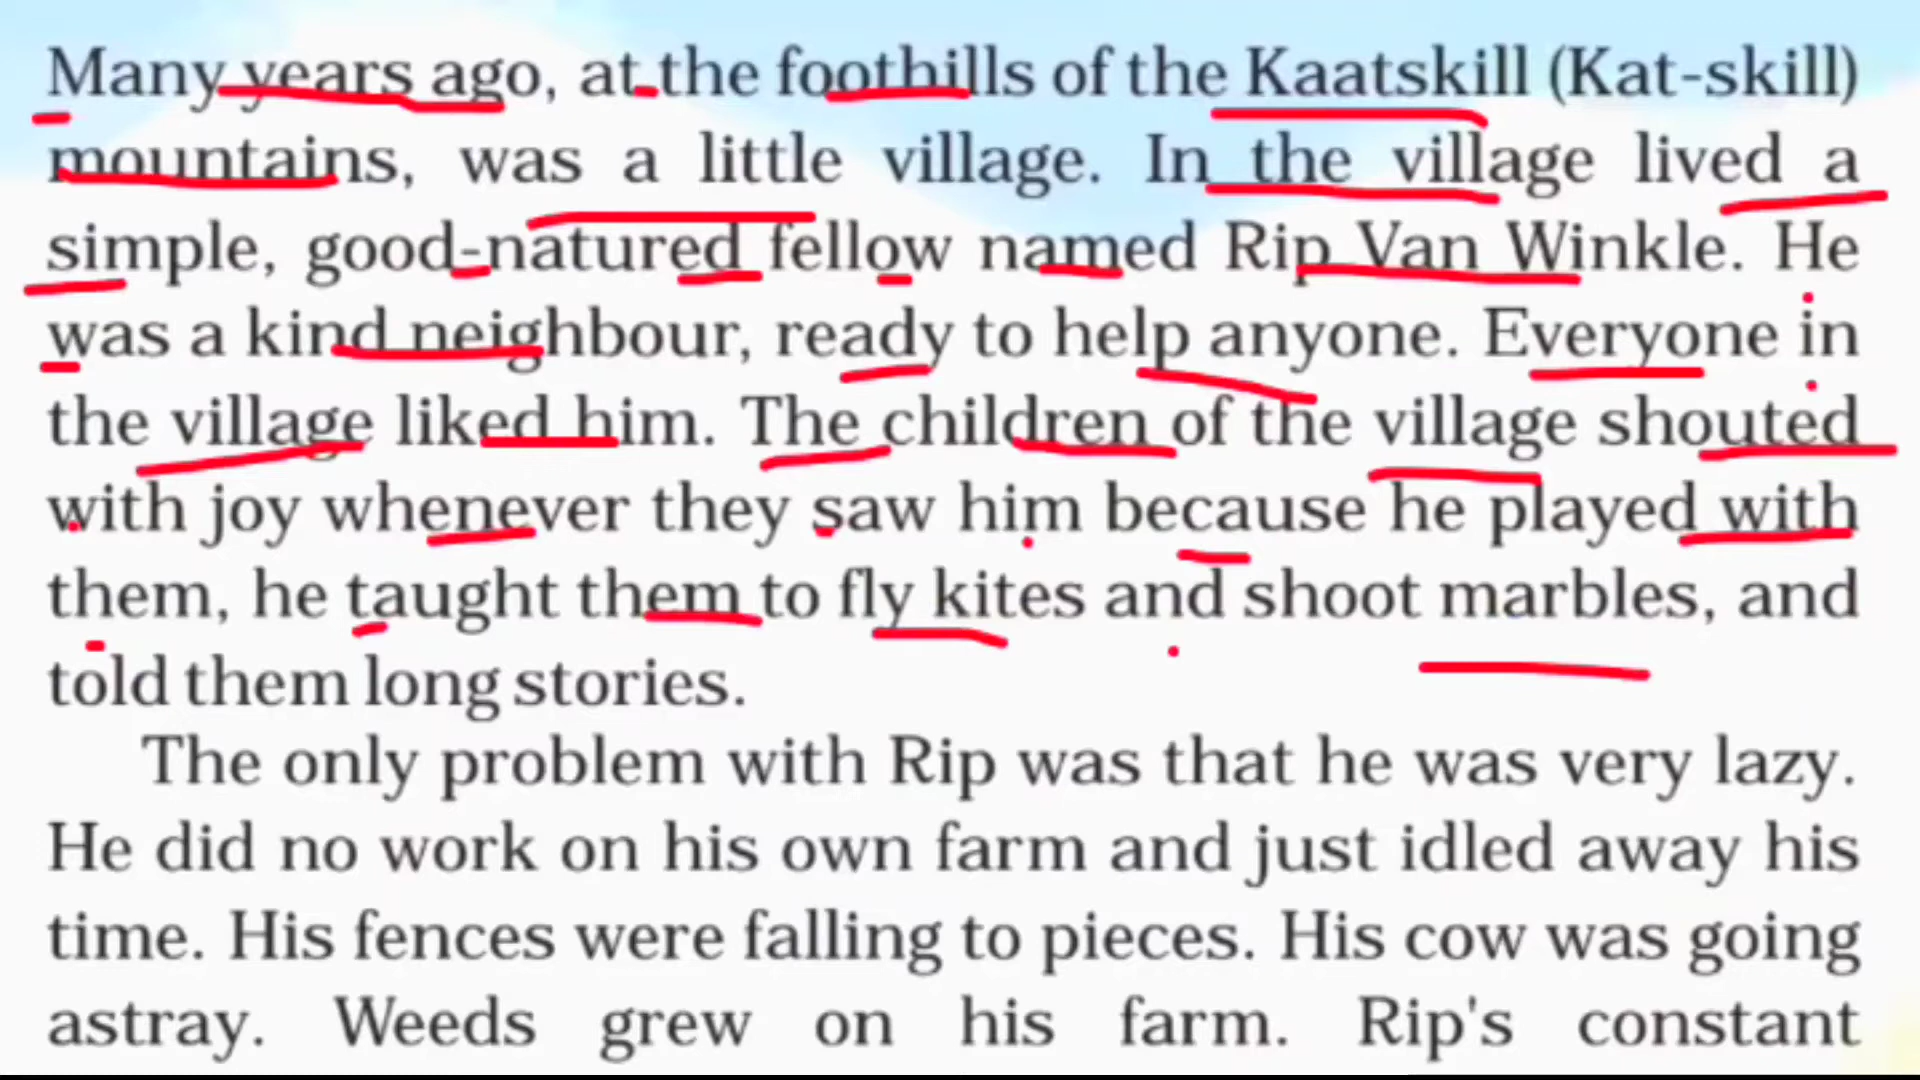 Many years ago, at the foothills of the Kaatskill (Kat-skill)
mountains, was a little village. In the village lived a
simple, good-natured fellow named Rip Van Winkle. He
was a kind neighbour, ready to help anyone. Everyone in
the village liked him. The children of the village shouted
with joy whenever they saw him because he played with
them, he taught them to fly kites and shoot marbles, and
told them long stories.
The only problem with Rip was that he was very lazy.
He did no work on his own farm and just idled away his
time. His fences were falling to pieces. His cow was going
astray. Weeds grew on his farm. Rip's constant